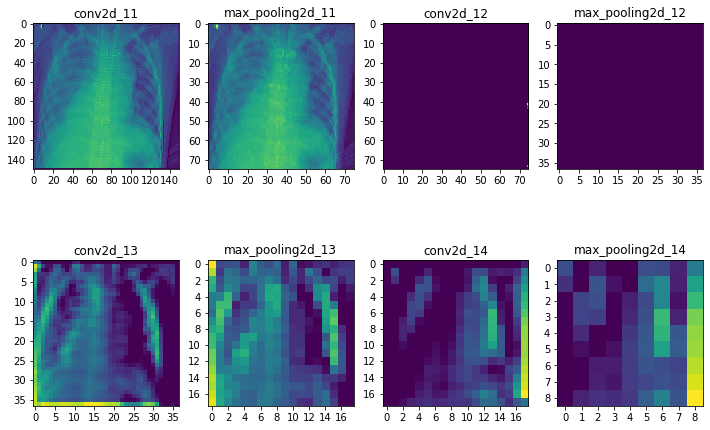 conv2d_11 max_pooling2d_11 conv2d_12 max_pooling2d_12
0 0 0 0
20 10 10 5
40 20 20 10
60 30 30 15
80 40 40 20
100 50 50 25
120 60 60 30
140 70 70 35
0 20 40 60 80 100 120 140 0 10 20 30 40 50 60 70 0 10 20 30 40 50 60 70 0 5 10 15 20 25 30 35
conv2d_13 max_pooling2d_13 conv2d_14 max_pooling2d_14
0 0 0 0
5 2 2 1
10 4 4 2
15 6 6 3
20 8 8 4
25 10 10 5
30 12 12 6
35 14 14 7
16 16 8
0 5 10 15 20 25 30 35 0 2 4 6 8 10 12 14 16 0 2 4 6 8 10 12 14 16 0 1 2 3 4 5 6 7 8